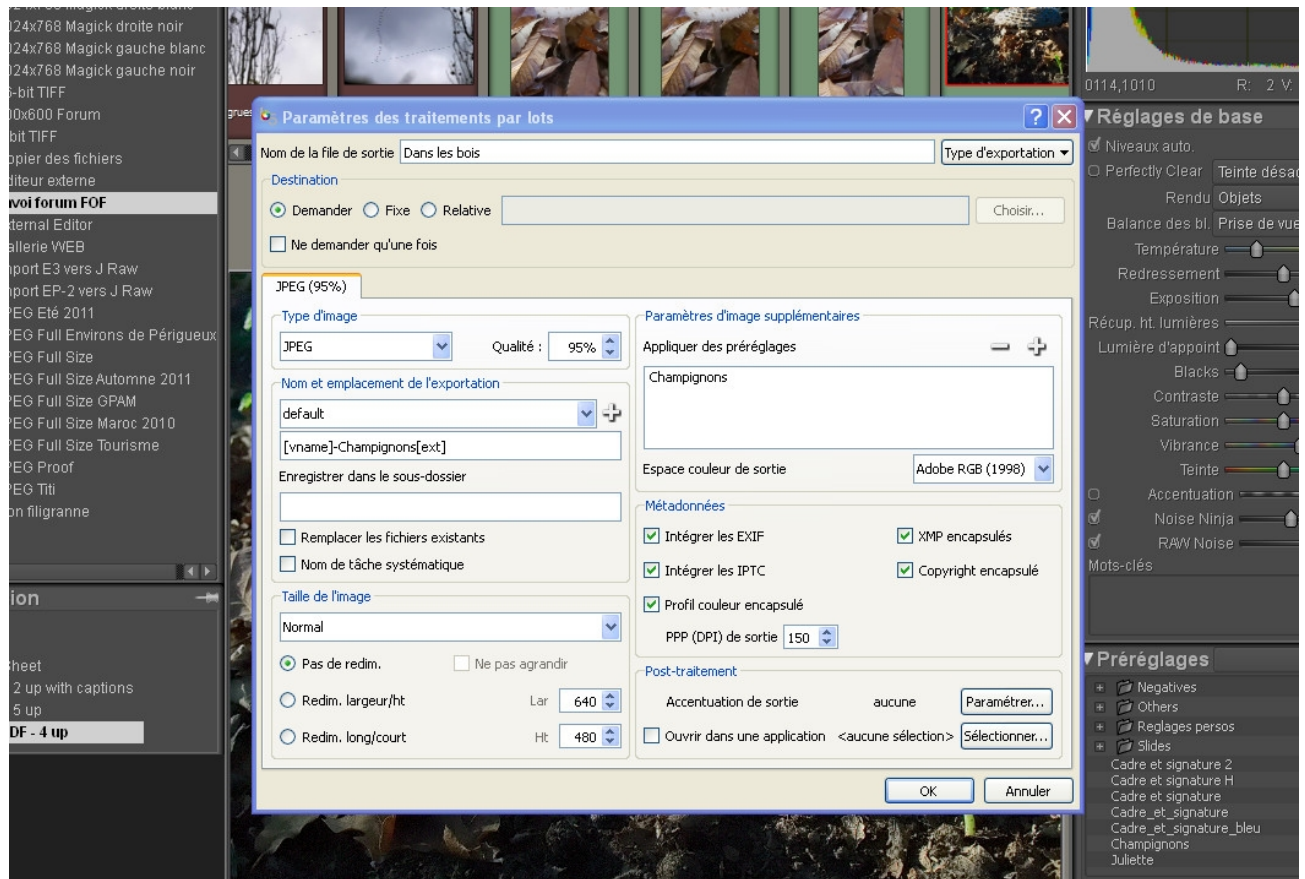 024x768 Magick droite noir
024x768 Magick gauche blanc
024x768 Magick gauche noir
-bit TIFF
00x600 Forum
bit TIFF
opier des fichiers
diteur externe
nvoi forum FOF
xternal Editor
allerie WEB
mport E3 vers J Raw
mport EP-2 vers J Raw
PEG Eté 2011
PEG Full Environs de Périgueux
PEG Full Size
PEG Full Size Automne 2011
PEG Full Size GPAM
PEG Full Size Maroc 2010
PEG Full Size Tourisme
PEG Proof
PEG Titi
on filigranne
ion
sheet
2 up with captions
5 up
DF - 4 up
grues
Paramètres des traitements par lots
Nom de la file de sortie Dans les bois Type d'exportation
Destination
Demander Fixe Relative Choisir...
Ne demander qu'une fois
JPEG (95%)
Type d'image
JPEG Qualité : 95%
Nom et emplacement de l'exportation
default
[vname]-Champignons[ext]
Enregistrer dans le sous-dossier
Remplacer les fichiers existants
Nom de tâche systématique
Taille de l'image
Normal
Pas de redim. Ne pas agrandir
Redim. largeur/ht Lar 640
Redim. long/court Ht 480
Paramètres d'image supplémentaires
Appliquer des préréglages
Champignons
Espace couleur de sortie Adobe RGB (1998)
Métadonnées
Intégrer les EXIF XMP encapsulés
Intégrer les IPTC Copyright encapsulé
Profil couleur encapsulé
PPP (DPI) de sortie 150
Post-traitement
Accentuation de sortie aucune Paramétrer...
Ouvrir dans une application <aucune sélection> Sélectionner...
OK Annuler
0114,1010 R: 2 V:
Réglages de base
Niveaux auto.
Perfectly Clear Teinte désac
Rendu Objets
Balance des bl. Prise de vue
Température
Redressement
Exposition
Récup. ht. lumières
Lumière d'appoint
Blacks
Contraste
Saturation
Vibrance
Teinte
Accentuation
Noise Ninja
RAW Noise
Mots-clés
Préréglages
Negatives
Others
Reglages persos
Slides
Cadre et signature 2
Cadre et signature H
Cadre et signature
Cadre_et_signature
Cadre_et_signature_bleu
Champignons
Juliette